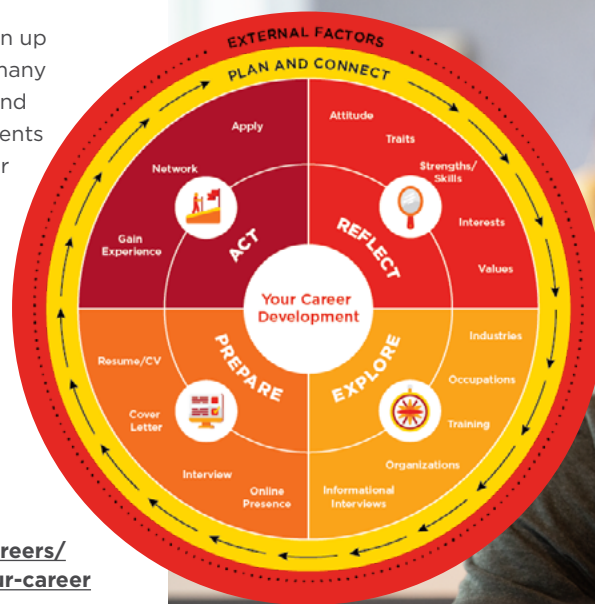 n up
many
nd
ents
r
EXTERNAL FACTORS
PLAN AND CONNECT
Apply
Network
Gain
Experience
ACT
Attitude
Traits
Strengths/
Skills
Interests
Values
REFLECT
Your Career
Development
Resume/CV
Cover
Letter
Interview
Online
Presence
PREPARE
Industries
Occupations
Training
Organizations
Informational
Interviews
EXPLORE
reers/
ur-career